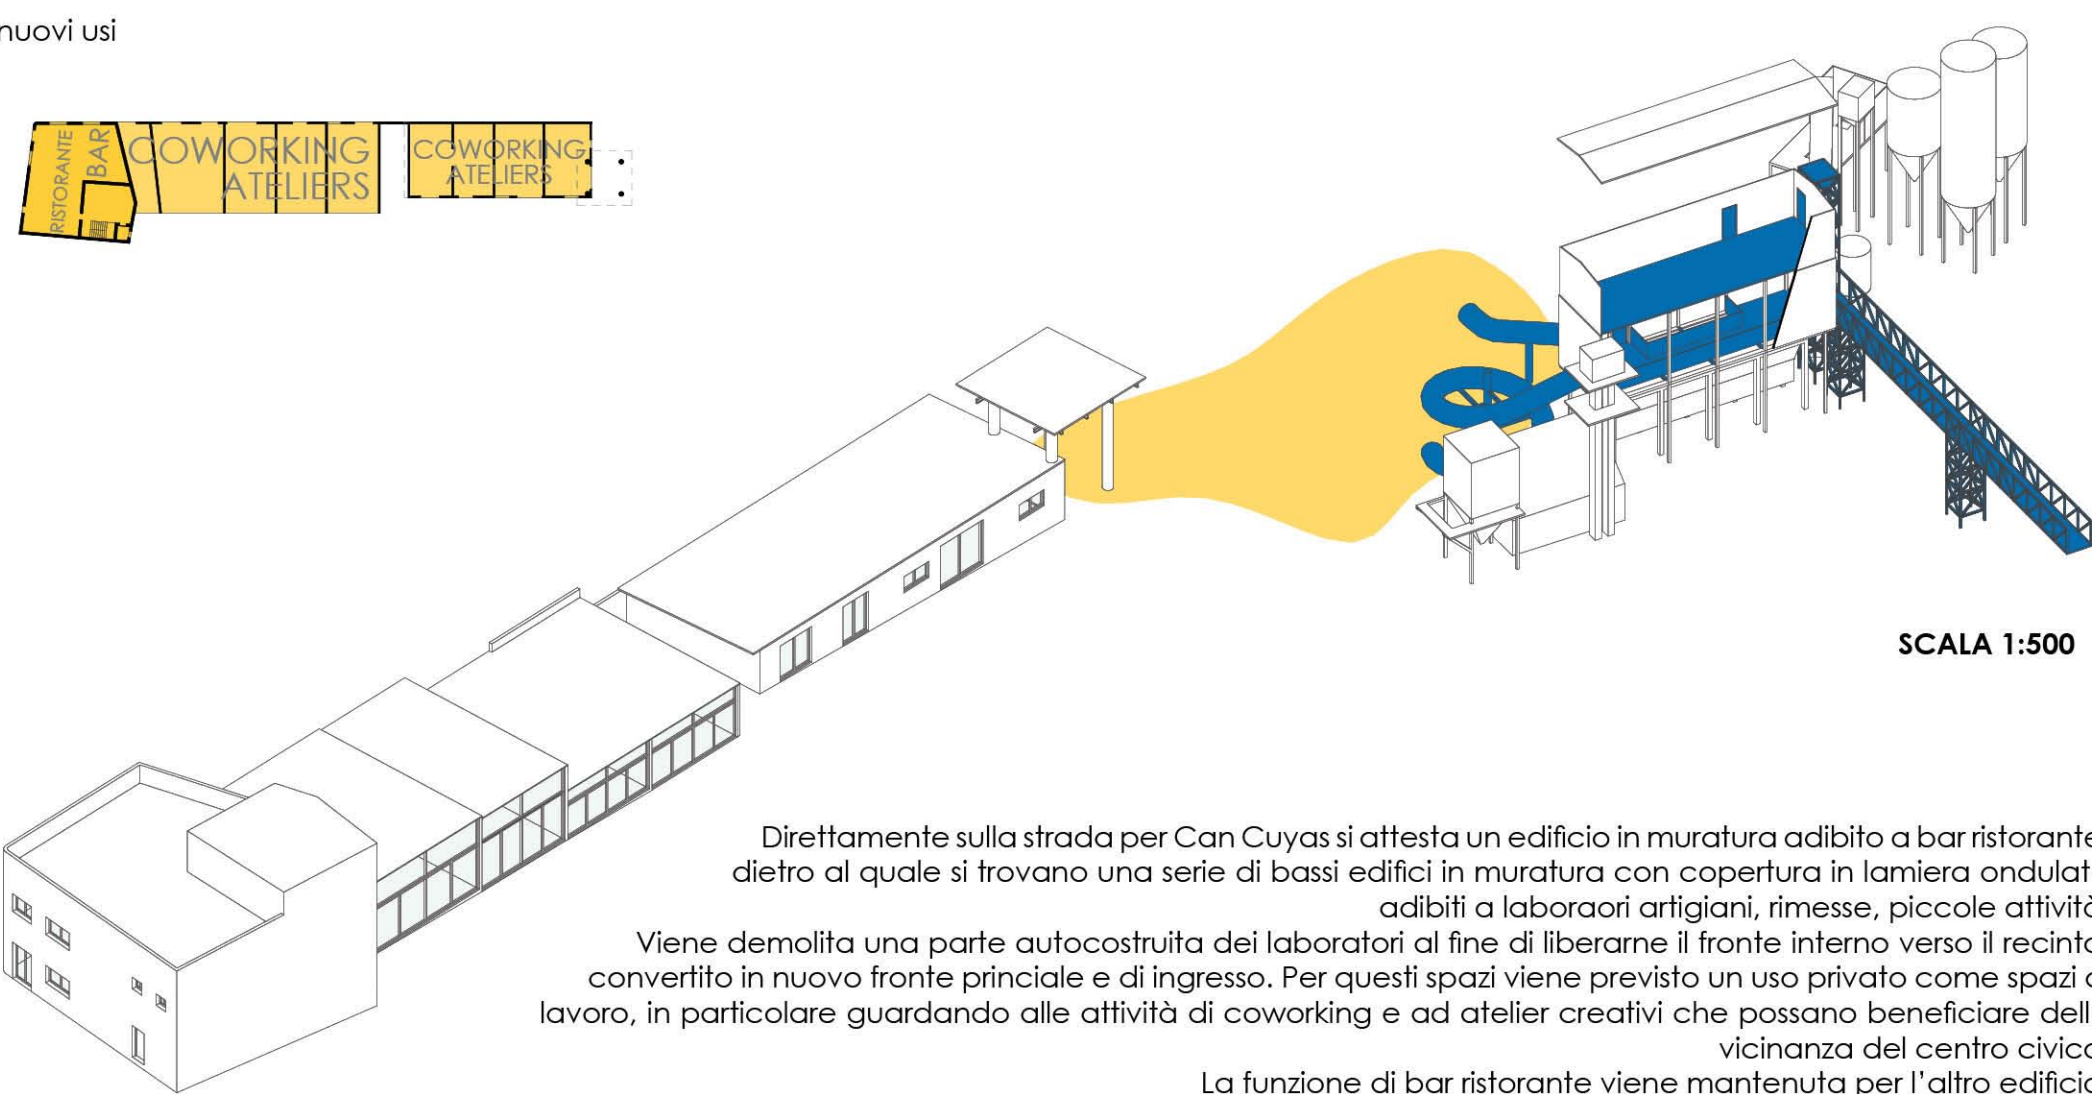 nuovi usi
RISTORANTE
BAR
COWORKING
ATELIERS
COWORKING
ATELIERS
SCALA 1:500
Direttamente sulla strada per Can Cuyas si attesta un edificio in muratura adibito a bar ristorante
dietro al quale si trovano una serie di bassi edifici in muratura con copertura in lamiera ondulat
adibiti a laboraori artigiani, rimesse, piccole attività
Viene demolita una parte autocostruita dei laboratori al fine di liberarne il fronte interno verso il recinto
convertito in nuovo fronte princiale e di ingresso. Per questi spazi viene previsto un uso privato come spazi d
lavoro, in particolare guardando alle attività di coworking e ad atelier creativi che possano beneficiare dell
vicinanza del centro civico
La funzione di bar ristorante viene mantenuta per l'altro edificio